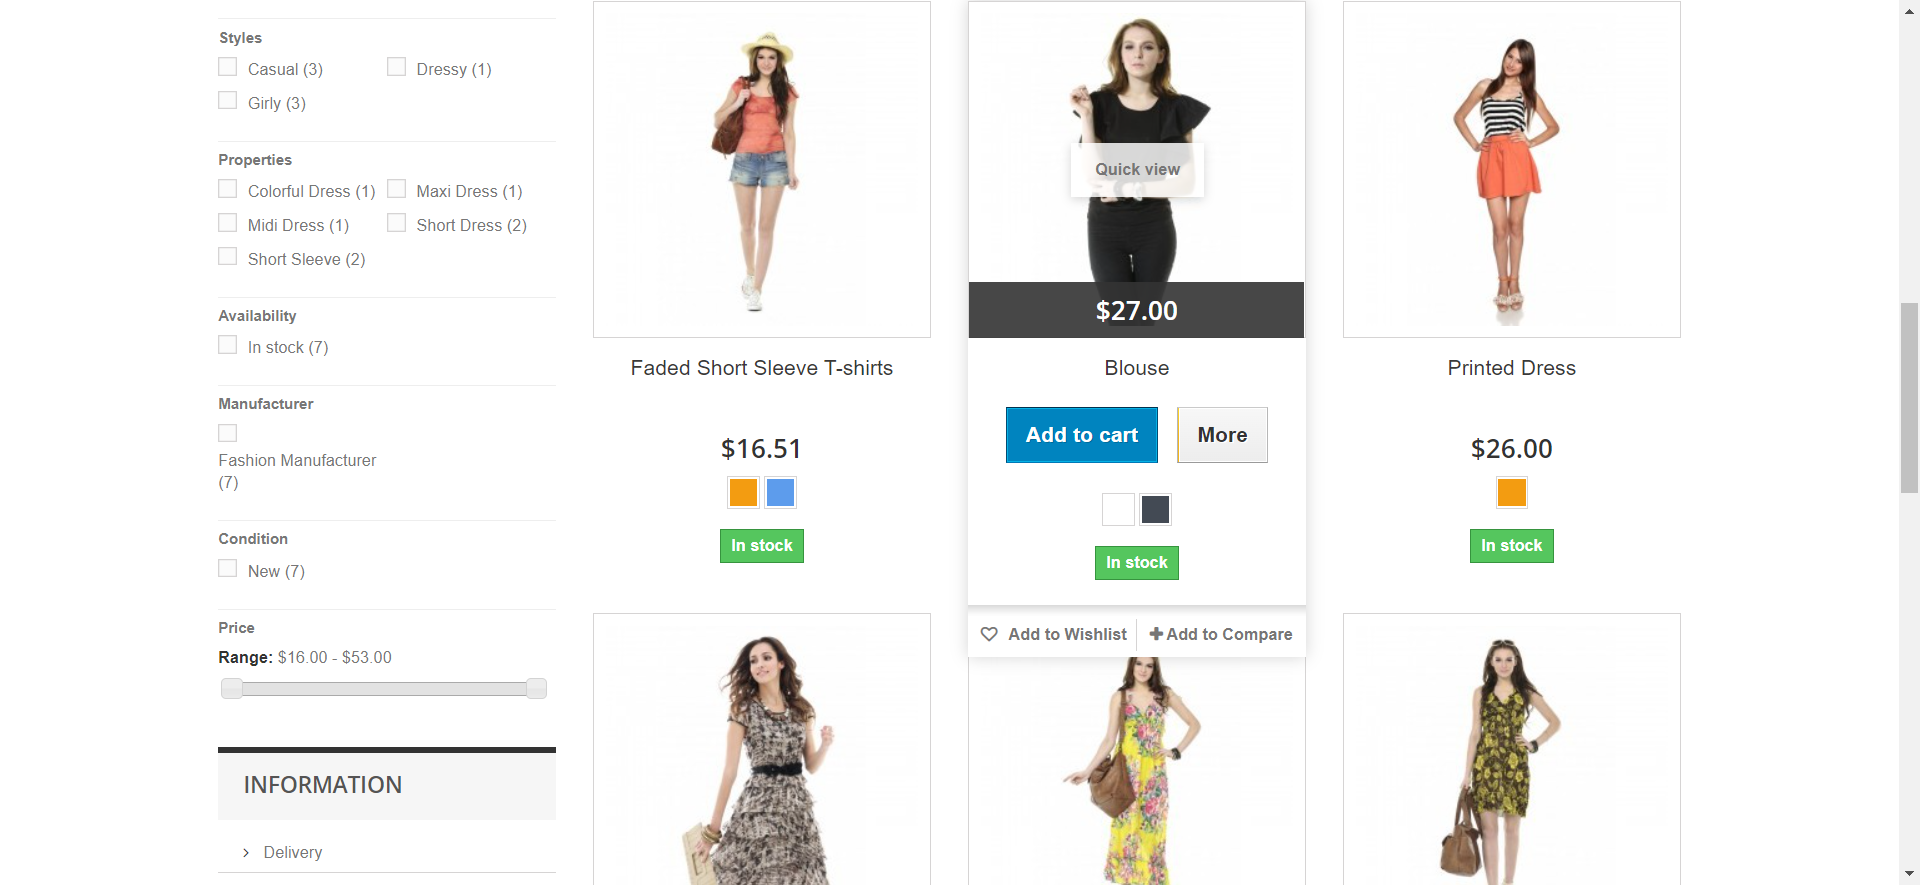 Styles
Casual (3) Dressy (1)
Girly (3)
Properties
Colorful Dress (1) Maxi Dress (1)
Midi Dress (1) Short Dress (2)
Short Sleeve (2)
Availability
In stock (7)
Manufacturer
Fashion Manufacturer
(7)
Condition
New (7)
Price
Range: $16.00 - $53.00
INFORMATION
Delivery
Faded Short Sleeve T-shirts
$16.51
In stock
Quick view
$27.00
Blouse
Add to cart More
In stock
Add to Wishlist Add to Compare
Printed Dress
$26.00
In stock